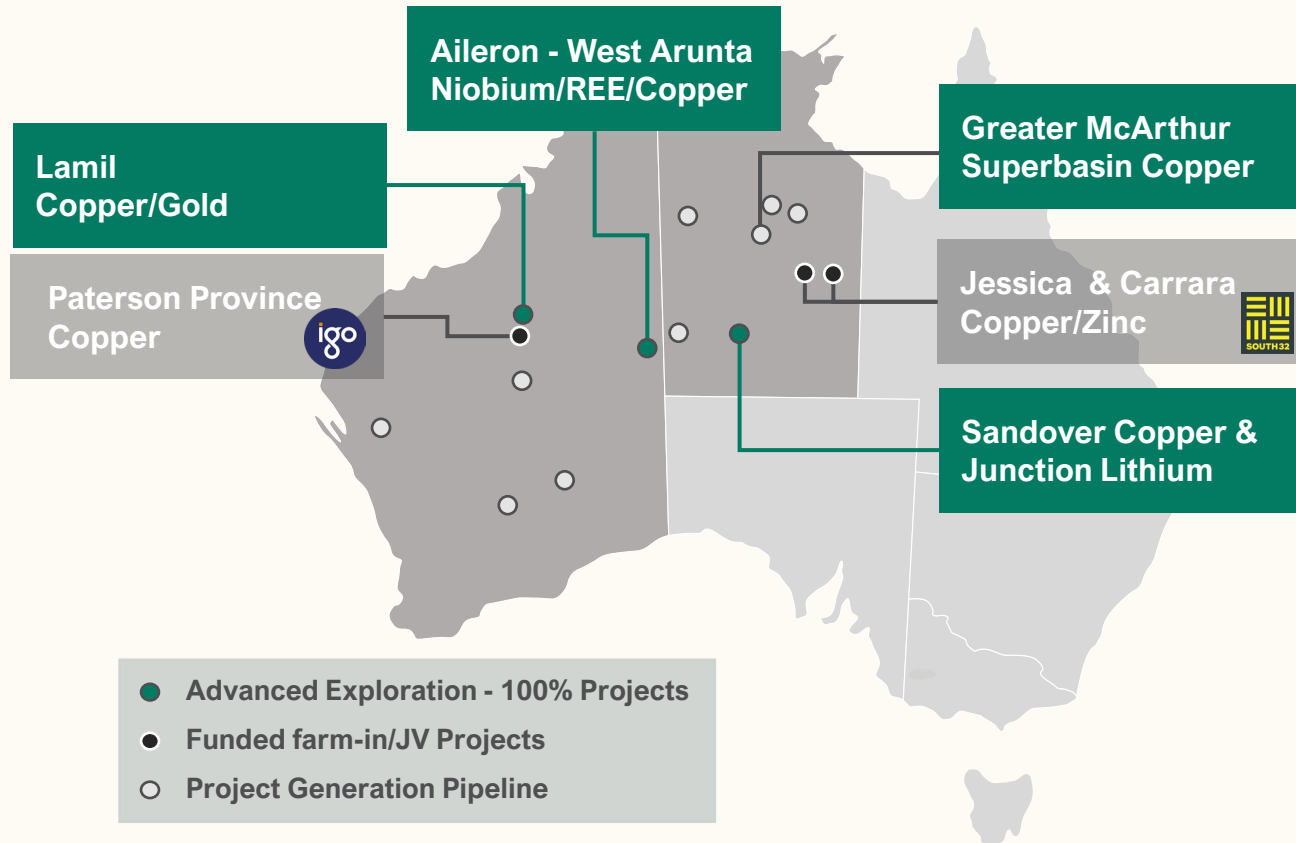 Aileron - West Arunta
Niobium/REE/Copper
Lamil
Copper/Gold
Greater McArthur
Superbasin Copper
Paterson Province
Copper
igo
Jessica & Carrara
Copper/Zinc
SOUTH32
Sandover Copper &
Junction Lithium
Advanced Exploration - 100% Projects
Funded farm-in/JV Projects
Project Generation Pipeline